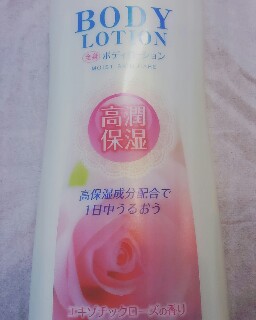 BODY
LOTION
ボディローション
高潤
保湿
高保湿成分配合で
1日中うるおう
エキゾチックローズの香り